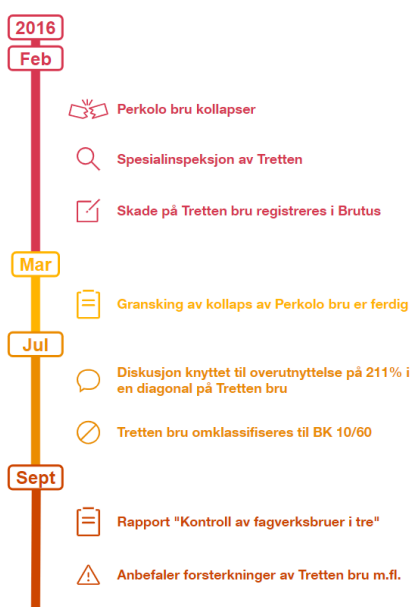 2016
Feb
Perkolo bru kollapser
Spesialinspeksjon av Tretten
Skade på Tretten bru registreres i Brutus
Mar
Gransking av kollaps av Perkolo bru er ferdig
Jul
Diskusjon knyttet til overutnyttelse på 211% i
en diagonal på Tretten bru
Tretten bru omklassifiseres til BK 10/60
Sept
Rapport "Kontroll av fagverksbruer i tre"
Anbefaler forsterkninger av Tretten bru m.fl.